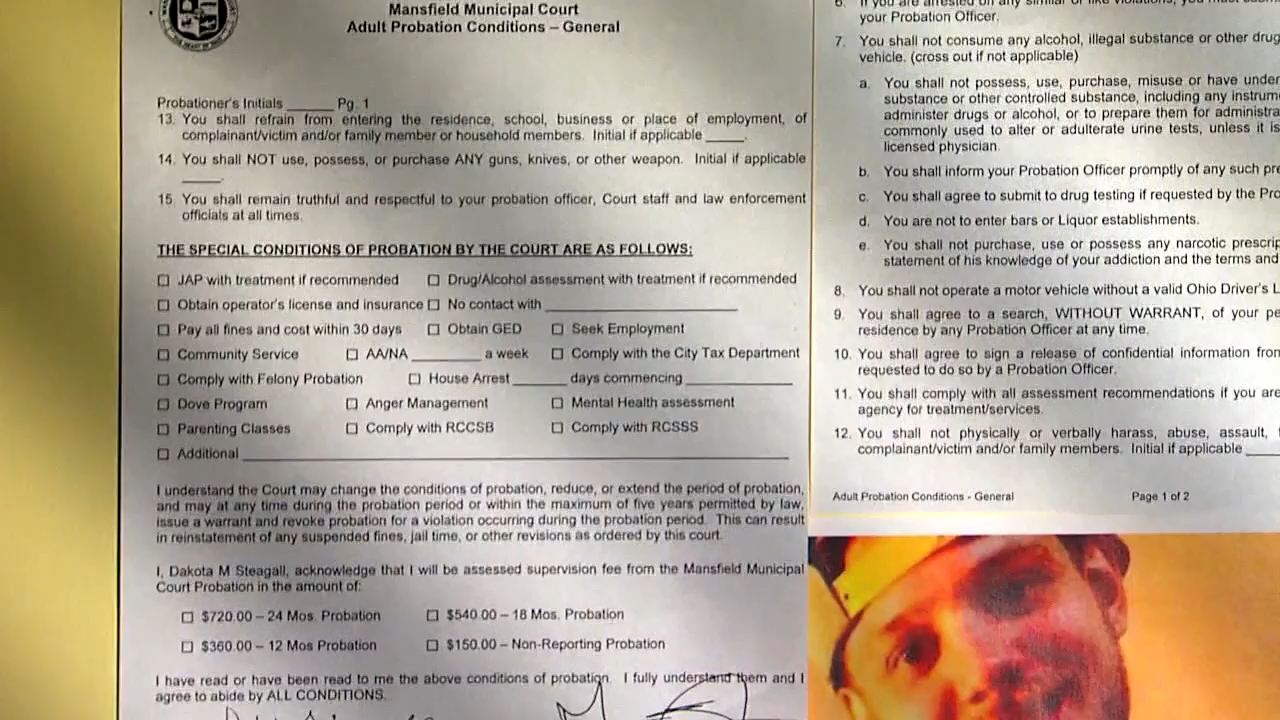 Mansfield Municipal Court
Adult Probation Conditions – General
Probationer's Initials ______ Pg. 1
13. You shall refrain from entering the residence, school, business or place of employment, of
complainant/victim and/or family member or household members. Initial if applicable _____.
14. You shall NOT use, possess, or purchase ANY guns, knives, or other weapon. Initial if applicable
_____.
15. You shall remain truthful and respectful to your probation officer, Court staff and law enforcement
officials at all times.
THE SPECIAL CONDITIONS OF PROBATION BY THE COURT ARE AS FOLLOWS:
☐ JAP with treatment if recommended ☐ Drug/Alcohol assessment with treatment if recommended
☐ Obtain operator's license and insurance ☐ No contact with _________________________
☐ Pay all fines and cost within 30 days ☐ Obtain GED ☐ Seek Employment
☐ Community Service ☐ AA/NA _________ a week ☐ Comply with the City Tax Department
☐ Comply with Felony Probation ☐ House Arrest _______ days commencing ______________
☐ Dove Program ☐ Anger Management ☐ Mental Health assessment
☐ Parenting Classes ☐ Comply with RCCSB ☐ Comply with RCSSS
☐ Additional ______________________________
I understand the Court may change the conditions of probation, reduce, or extend the period of probation,
and may at any time during the probation period or within the maximum of five years permitted by law,
issue a warrant and revoke probation for a violation occurring during the probation period. This can result
in reinstatement of any suspended fines, jail time, or other revisions as ordered by this court.
I, Dakota M Steagall, acknowledge that I will be assessed supervision fee from the Mansfield Municipal
Court Probation in the amount of:
☐ $720.00 – 24 Mos. Probation ☐ $540.00 – 18 Mos. Probation
☐ $360.00 – 12 Mos Probation ☐ $150.00 – Non-Reporting Probation
I have read or have been read to me the above conditions of probation. I fully understand them and I
agree to abide by ALL CONDITIONS.
your Probation Officer.
7. You shall not consume any alcohol, illegal substance or other drug
vehicle. (cross out if not applicable)
a. You shall not possess, use, purchase, misuse or have under
substance or other controlled substance, including any
administer drugs or alcohol, or to prepare them for
commonly used to alter or adulterate urine tests, unless it is
licensed physician.
b. You shall inform your Probation Officer promptly of any such
c. You shall agree to submit to drug testing if requested by the
d. You are not to enter bars or Liquor establishments.
e. You shall not purchase, use or possess any narcotic
statement of his knowledge of your addiction and the terms and
8. You shall not operate a motor vehicle without a valid Ohio Driver's
9. You shall agree to a search, WITHOUT WARRANT, of your
residence by any Probation Officer at any time.
10. You shall agree to sign a release of confidential information from
requested to do so by a Probation Officer.
11. You shall comply with all assessment recommendations if you are
agency for treatment/services.
12. You shall not physically or verbally harass, abuse, assault,
complainant/victim and/or family members. Initial if applicable ____
Adult Probation Conditions - General Page 1 of 2